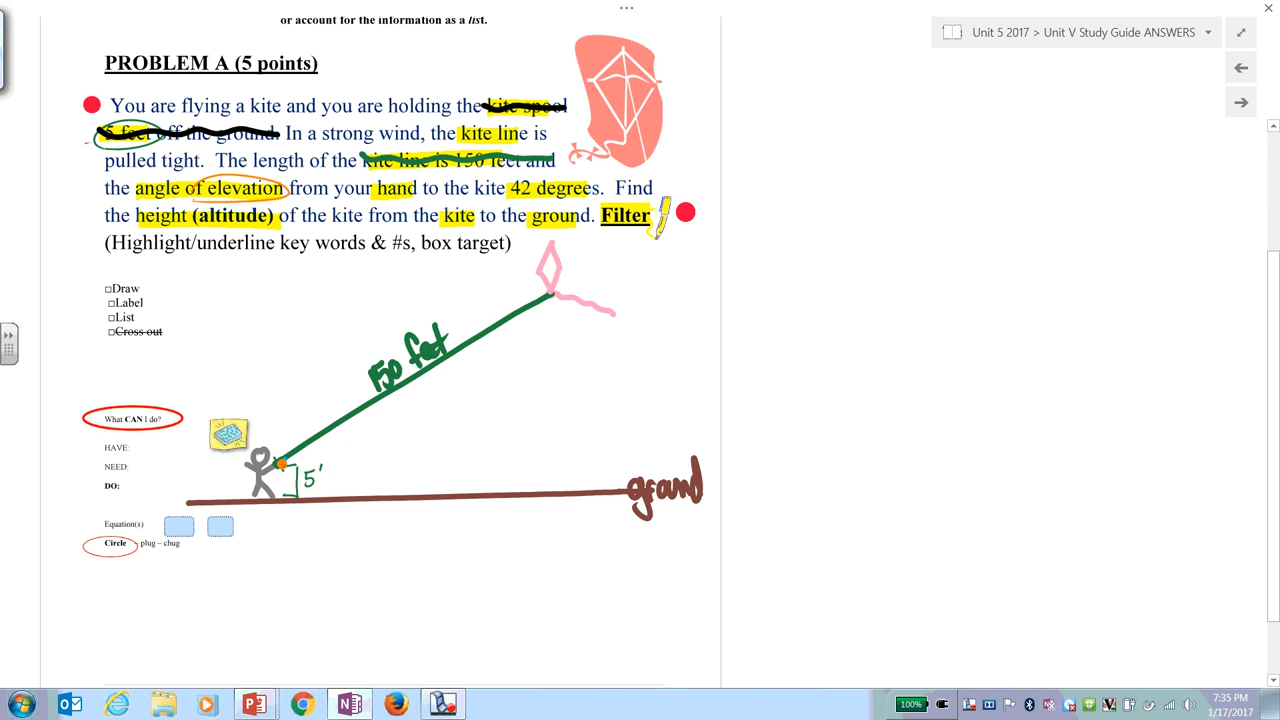 or account for the information as a list.
Unit 5 2017 > Unit V Study Guide ANSWERS
PROBLEM A (5 points)
You are flying a kite and you are holding the kite spool
5 feet off the ground. In a strong wind, the kite line is
pulled tight. The length of the kite line is 150 feet and
the angle of elevation from your hand to the kite 42 degrees. Find
the height (altitude) of the kite from the kite to the ground. Filter
(Highlight/underline key words & #s, box target)
□Draw
□Label
□List
□Cross out
150 feet
What CAN I do?
HAVE:
NEED:
DO:
5'
ground
Equation(s)
Circle – plug – chug
100%
7:35 PM
1/17/2017